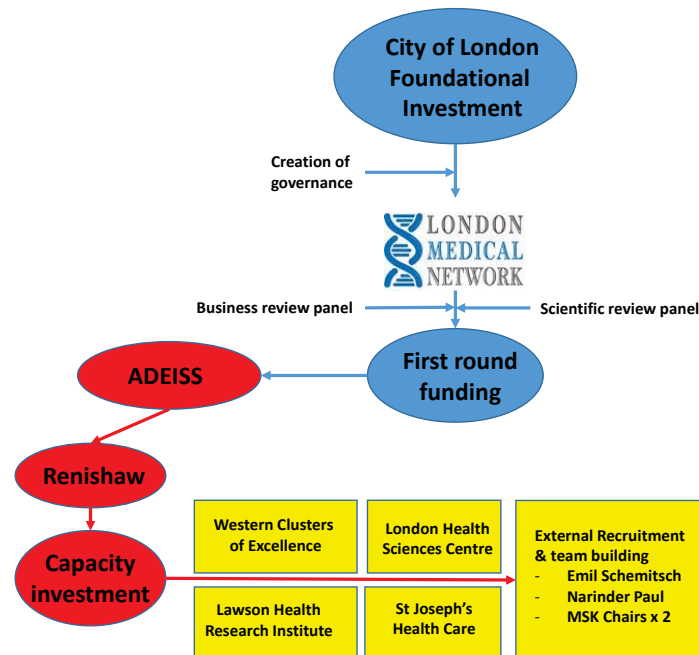 City of London
Foundational
Investment
Creation of
governance
LONDON
MEDICAL
NETWORK
Business review panel
Scientific review panel
First round
funding
ADEISS
Renishaw
Capacity
investment
Western Clusters
of Excellence
London Health
Sciences Centre
Lawson Health
Research Institute
St Joseph's
Health Care
External Recruitment
& team building
- Emil Schemitsch
- Narinder Paul
- MSK Chairs x 2